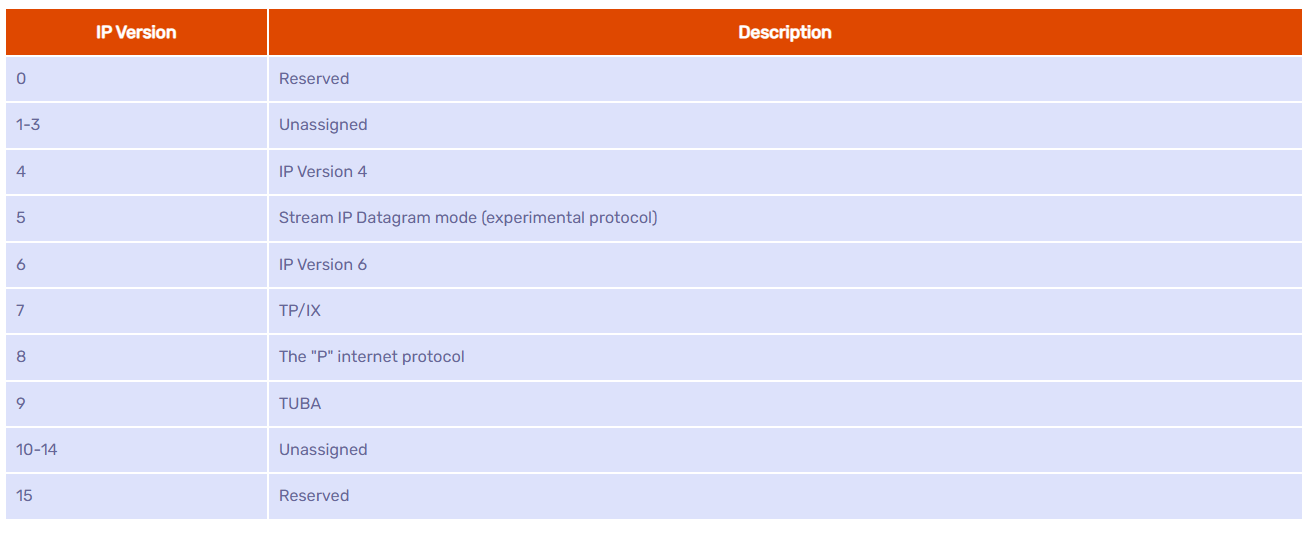 IP Version Description
0 Reserved
1-3 Unassigned
4 IP Version 4
5 Stream IP Datagram mode (experimental protocol)
6 IP Version 6
7 TP/IX
8 The "P" internet protocol
9 TUBA
10-14 Unassigned
15 Reserved